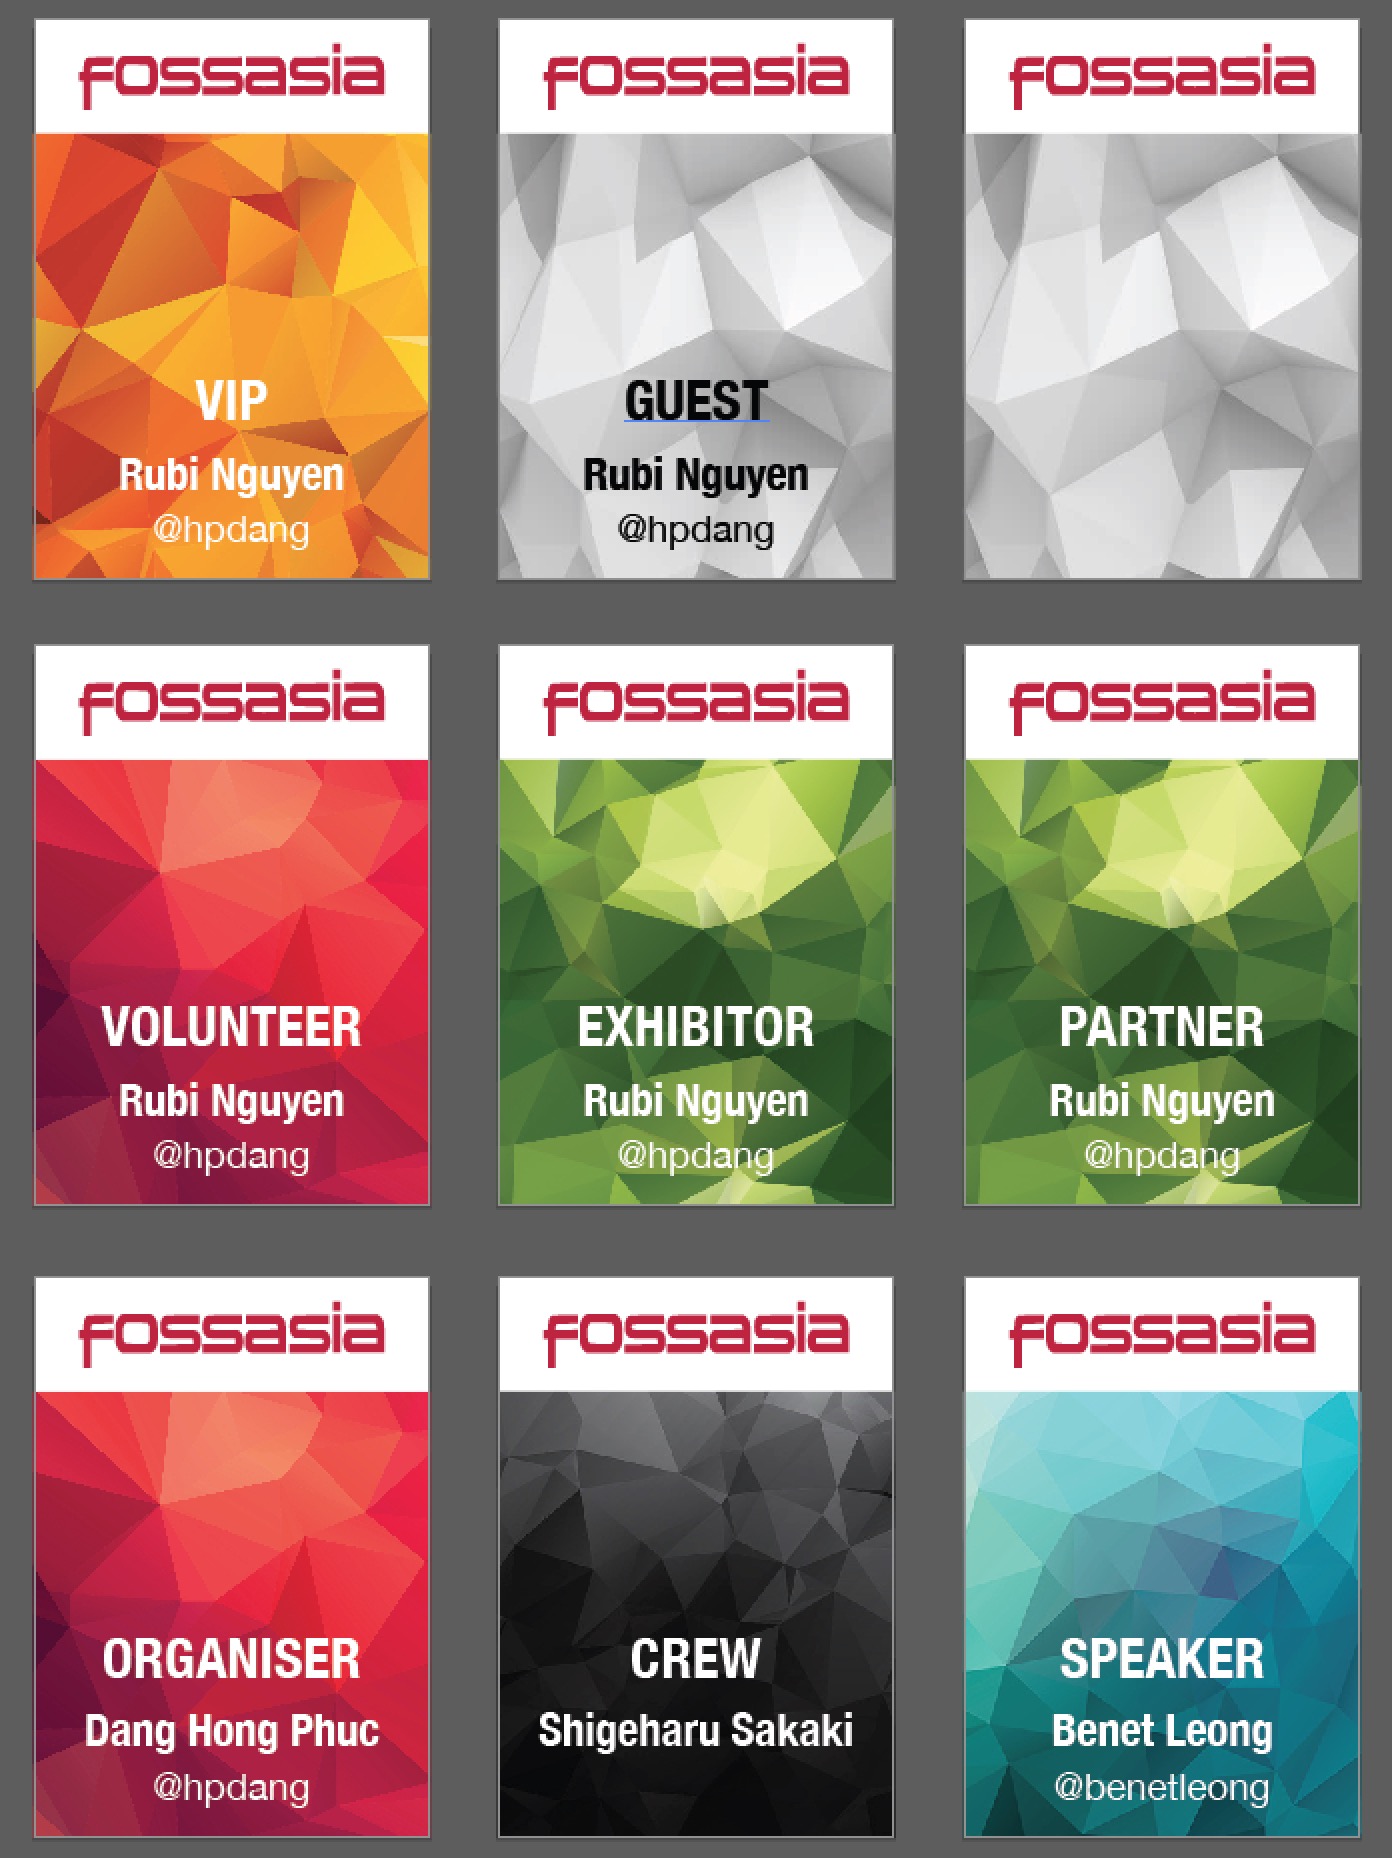 fossasia
VIP
Rubi Nguyen
@hpdang
fossasia
GUEST
Rubi Nguyen
@hpdang
fossasia
fossasia
VOLUNTEER
Rubi Nguyen
@hpdang
fossasia
EXHIBITOR
Rubi Nguyen
@hpdang
fossasia
PARTNER
Rubi Nguyen
@hpdang
fossasia
ORGANISER
Dang Hong Phuc
@hpdang
fossasia
CREW
Shigeharu Sakaki
fossasia
SPEAKER
Benet Leong
@benetleong